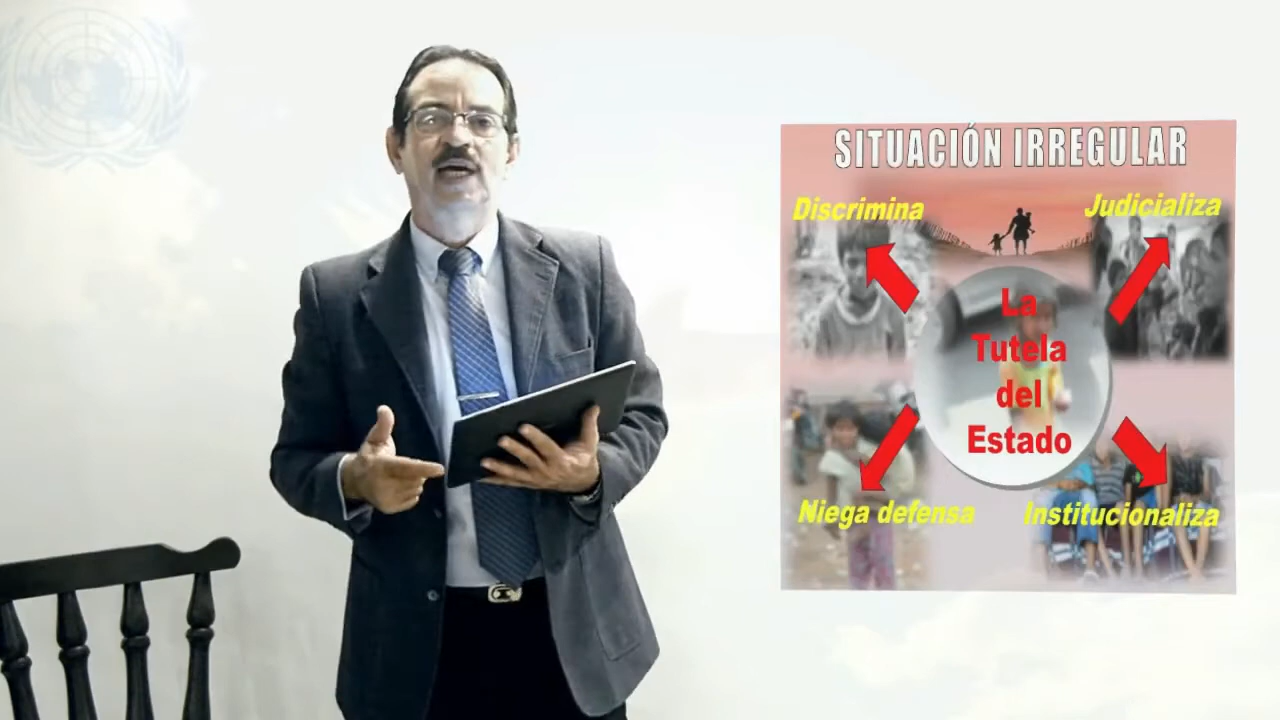 SITUACIÓN IRREGULAR
Discrimina
Judicializa
La
Tutela
del
Estado
Niega defensa
Institucionaliza